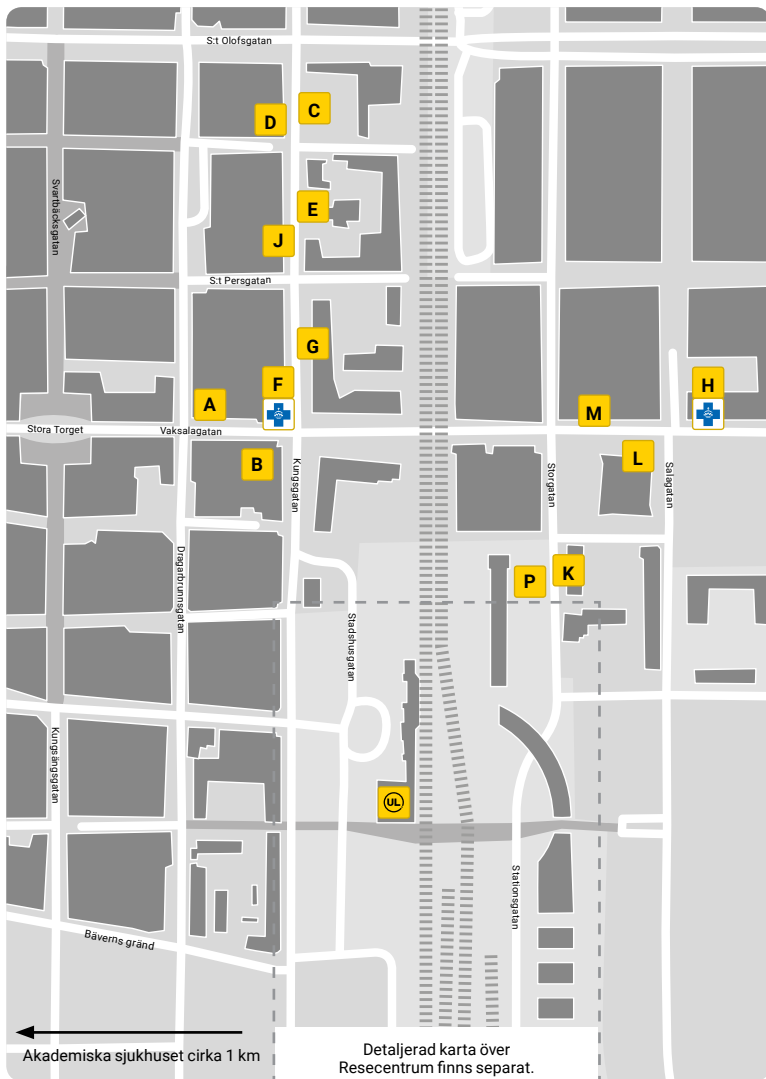 S:t Olofsgatan
C
D
Svartbäcksgatan
E
J
S:t Persgatan
G
F
H
A
M
Stora Torget
Vaksalagatan
B
L
Kungsgatan
Storgatan
Salagatan
Dragarbrunnsgatan
P
K
Stadshusgatan
Kungsängsgatan
UL
Stationsgatan
Bäverns gränd
Akademiska sjukhuset cirka 1 km
Detaljerad karta över
Resecentrum finns separat.